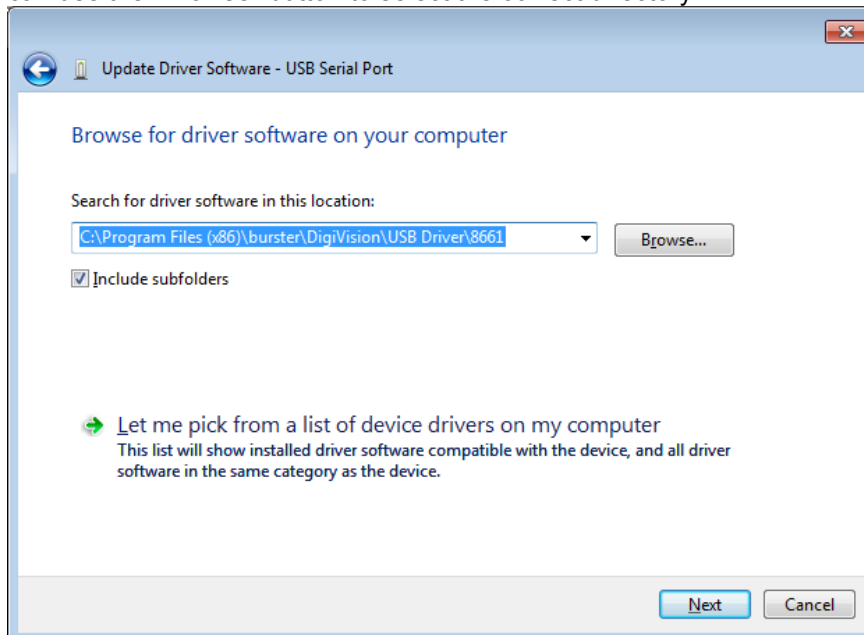 Update Driver Software - USB Serial Port
Browse for driver software on your computer
Search for driver software in this location:
C:\Program Files (x86)\burster\DigiVision\USB Driver\8661
Browse...
Include subfolders
Let me pick from a list of device drivers on my computer
This list will show installed driver software compatible with the device, and all driver
software in the same category as the device.
Next
Cancel